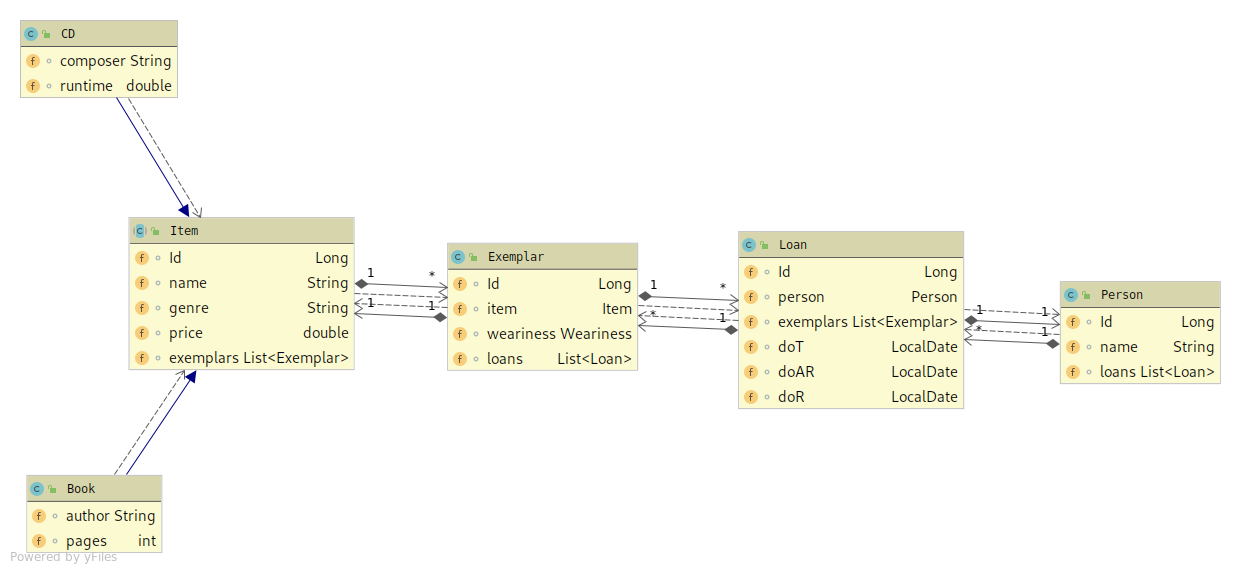 CD
composer String
runtime double
Item
Id Long
name String
genre String
price double
exemplars List<Exemplar>
1 *
1 1
Exemplar
Id Long
item Item
weariness Weariness
loans List<Loan>
1 *
* 1
Loan
Id Long
person Person
exemplars List<Exemplar>
doT LocalDate
doAR LocalDate
doR LocalDate
1 1
* 1
Person
Id Long
name String
loans List<Loan>
Book
author String
pages int
Powered by yFiles